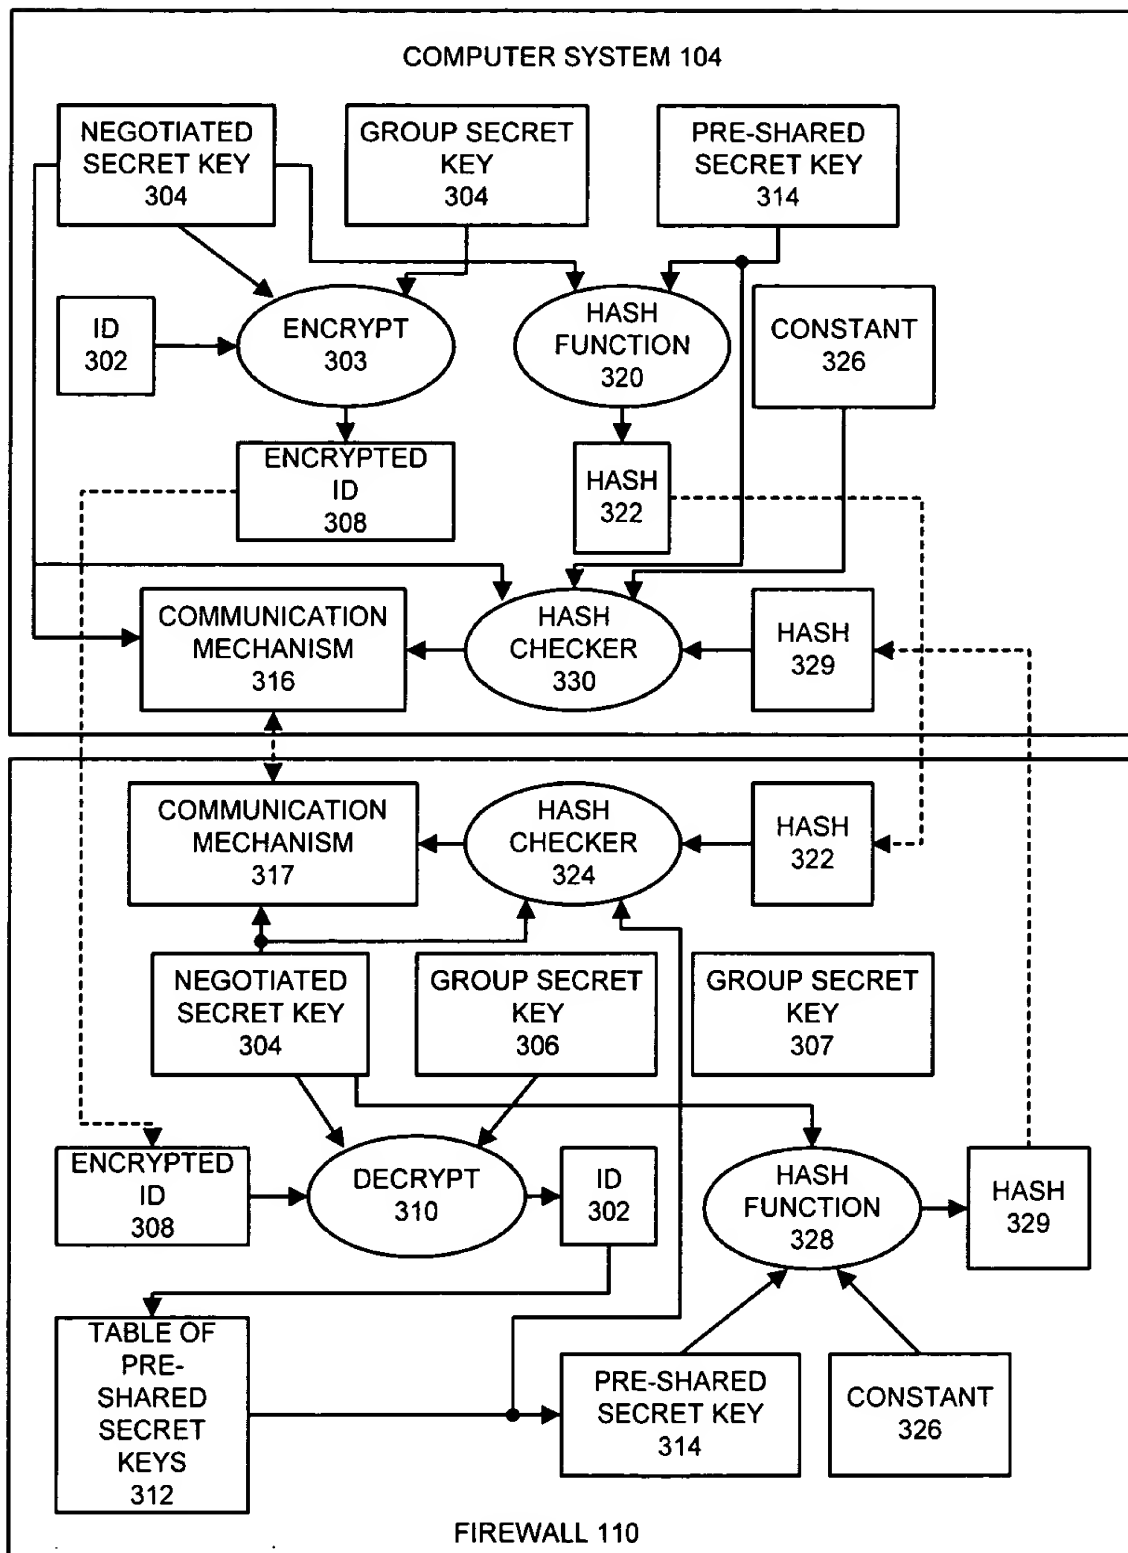 COMPUTER SYSTEM 104
NEGOTIATED
SECRET KEY
304
GROUP SECRET
KEY
304
PRE-SHARED
SECRET KEY
314
ID
302
ENCRYPT
303
HASH
FUNCTION
320
CONSTANT
326
ENCRYPTED
ID
308
HASH
322
COMMUNICATION
MECHANISM
316
HASH
CHECKER
330
HASH
329
COMMUNICATION
MECHANISM
317
HASH
CHECKER
324
HASH
322
NEGOTIATED
SECRET KEY
304
GROUP SECRET
KEY
306
GROUP SECRET
KEY
307
ENCRYPTED
ID
308
DECRYPT
310
ID
302
HASH
FUNCTION
328
HASH
329
TABLE OF
PRE-
SHARED
SECRET
KEYS
312
PRE-SHARED
SECRET KEY
314
CONSTANT
326
FIREWALL 110